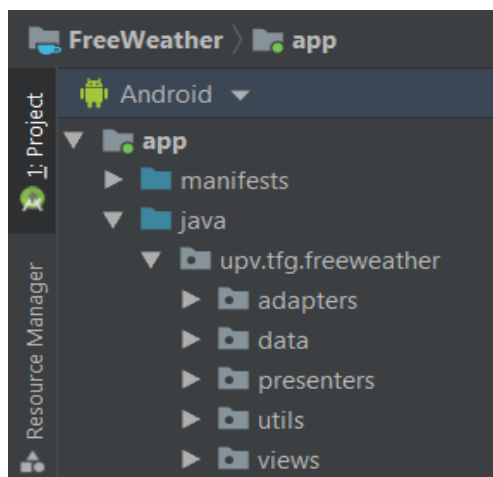 FreeWeather app
Android
1: Project
Resource Manager
app
manifests
java
upv.tfg.freeweather
adapters
data
presenters
utils
views